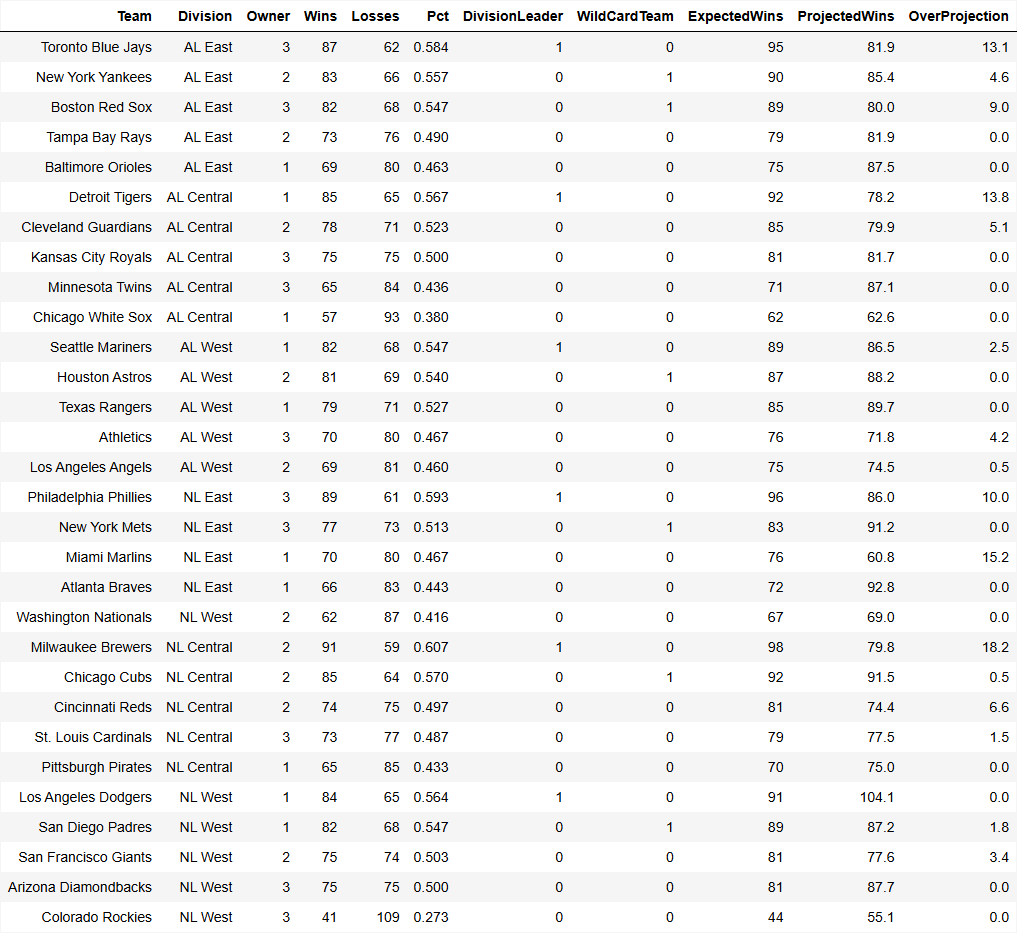 Team Division Owner Wins Losses Pct DivisionLeader WildCardTeam ExpectedWins ProjectedWins OverProjection
Toronto Blue Jays AL East 3 87 62 0.584 1 0 95 81.9 13.1
New York Yankees AL East 2 83 66 0.557 0 1 90 85.4 4.6
Boston Red Sox AL East 3 82 68 0.547 0 1 89 80.0 9.0
Tampa Bay Rays AL East 2 73 76 0.490 0 0 79 81.9 0.0
Baltimore Orioles AL East 1 69 80 0.463 0 0 75 87.5 0.0
Detroit Tigers AL Central 1 85 65 0.567 1 0 92 78.2 13.8
Cleveland Guardians AL Central 2 78 71 0.523 0 0 85 79.9 5.1
Kansas City Royals AL Central 3 75 75 0.500 0 0 81 81.7 0.0
Minnesota Twins AL Central 3 65 84 0.436 0 0 71 87.1 0.0
Chicago White Sox AL Central 1 57 93 0.380 0 0 62 62.6 0.0
Seattle Mariners AL West 1 82 68 0.547 1 0 89 86.5 2.5
Houston Astros AL West 2 81 69 0.540 0 1 87 88.2 0.0
Texas Rangers AL West 1 79 71 0.527 0 0 85 89.7 0.0
Athletics AL West 3 70 80 0.467 0 0 76 71.8 4.2
Los Angeles Angels AL West 2 69 81 0.460 0 0 75 74.5 0.5
Philadelphia Phillies NL East 3 89 61 0.593 1 0 96 86.0 10.0
New York Mets NL East 3 77 73 0.513 0 1 83 91.2 0.0
Miami Marlins NL East 1 70 80 0.467 0 0 76 60.8 15.2
Atlanta Braves NL East 1 66 83 0.443 0 0 72 92.8 0.0
Washington Nationals NL West 2 62 87 0.416 0 0 67 69.0 0.0
Milwaukee Brewers NL Central 2 91 59 0.607 1 0 98 79.8 18.2
Chicago Cubs NL Central 2 85 64 0.570 0 1 92 91.5 0.5
Cincinnati Reds NL Central 2 74 75 0.497 0 0 81 74.4 6.6
St. Louis Cardinals NL Central 3 73 77 0.487 0 0 79 77.5 1.5
Pittsburgh Pirates NL Central 1 65 85 0.433 0 0 70 75.0 0.0
Los Angeles Dodgers NL West 1 84 65 0.564 1 0 91 104.1 0.0
San Diego Padres NL West 1 82 68 0.547 0 1 89 87.2 1.8
San Francisco Giants NL West 2 75 74 0.503 0 0 81 77.6 3.4
Arizona Diamondbacks NL West 3 75 75 0.500 0 0 81 87.7 0.0
Colorado Rockies NL West 3 41 109 0.273 0 0 44 55.1 0.0